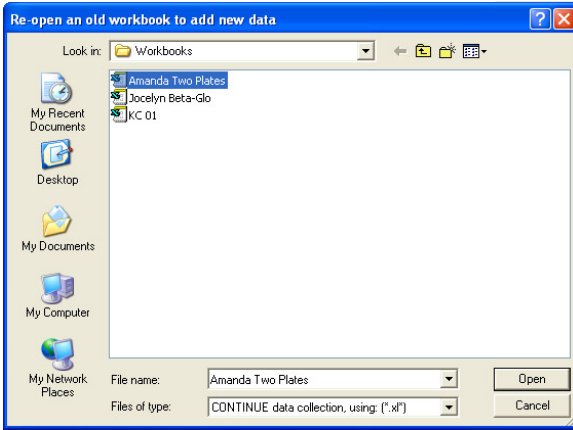 Re-open an old workbook to add new data
Look in:
Workbooks
My Recent
Documents
Desktop
My Documents
My Computer
My Network
Places
Amanda Two Plates
Jocelyn Beta-Glo
KC 01
File name:
Amanda Two Plates
Open
Files of type:
CONTINUE data collection, using: (*.xl*)
Cancel